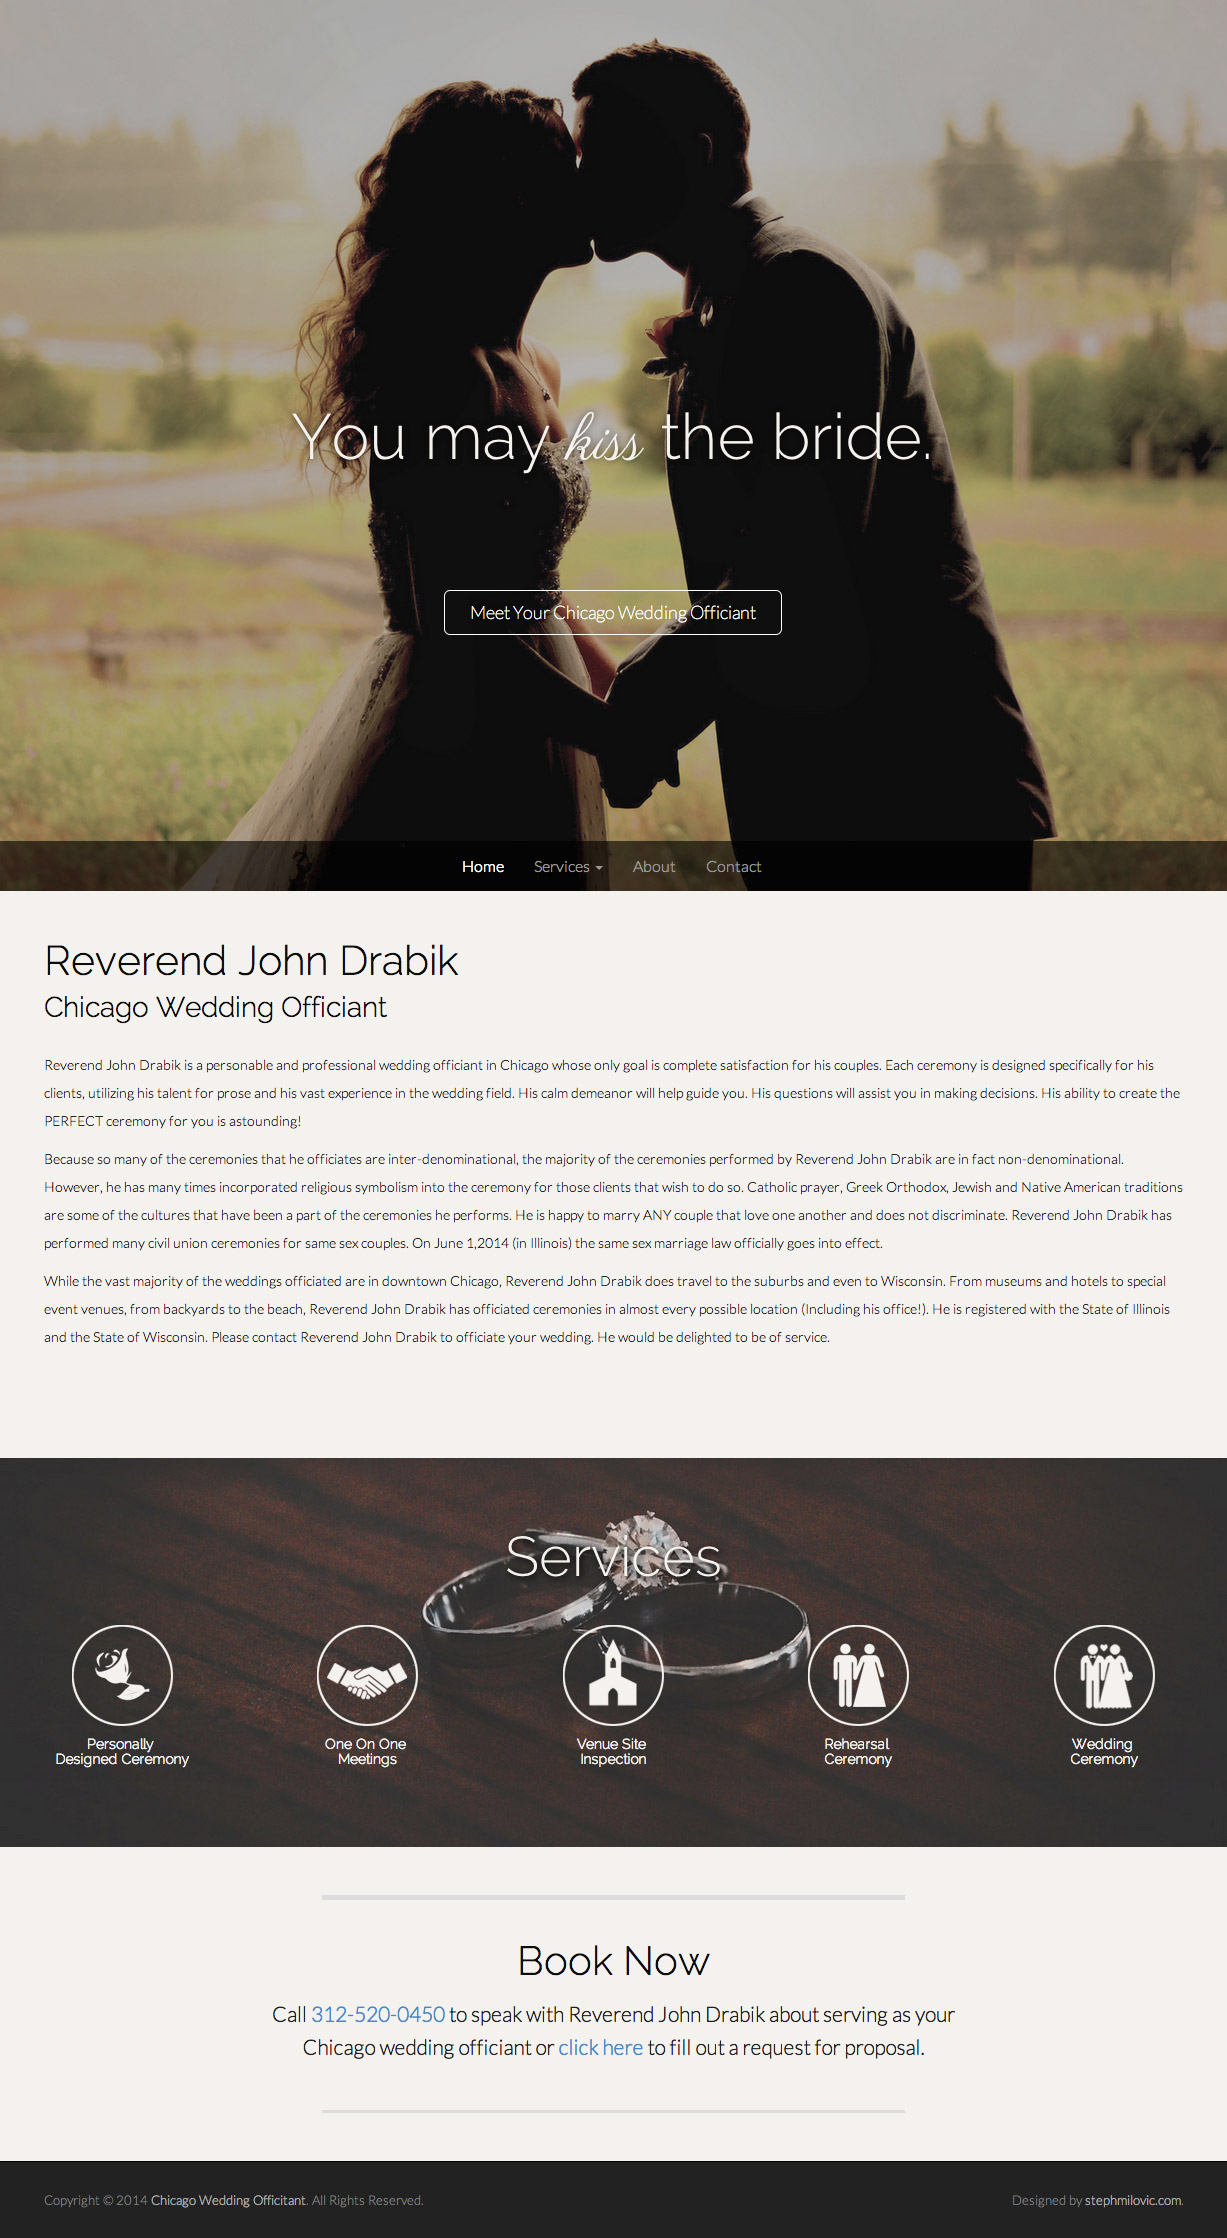 You may kiss the bride.
Meet Your Chicago Wedding Officiant
Home Services About Contact
Reverend John Drabik
Chicago Wedding Officiant
Reverend John Drabik is a personable and professional wedding officiant in Chicago whose only goal is complete satisfaction for his couples. Each ceremony is designed specifically for his
clients, utilizing his talent for prose and his vast experience in the wedding field. His calm demeanor will help guide you. His questions will assist you in making decisions. His ability to create the
PERFECT ceremony for you is astounding!
Because so many of the ceremonies that he officiates are inter-denominational, the majority of the ceremonies performed by Reverend John Drabik are in fact non-denominational.
However, he has many times incorporated religious symbolism into the ceremony for those clients that wish to do so. Catholic prayer, Greek Orthodox, Jewish and Native American traditions
are some of the cultures that have been a part of the ceremonies he performs. He is happy to marry ANY couple that love one another and does not discriminate. Reverend John Drabik has
performed many civil union ceremonies for same sex couples. On June 1,2014 (in Illinois) the same sex marriage law officially goes into effect.
While the vast majority of the weddings officiated are in downtown Chicago, Reverend John Drabik does travel to the suburbs and even to Wisconsin. From museums and hotels to special
event venues, from backyards to the beach, Reverend John Drabik has officiated ceremonies in almost every possible location (Including his office!). He is registered with the State of Illinois
and the State of Wisconsin. Please contact Reverend John Drabik to officiate your wedding. He would be delighted to be of service.
Services
Personally
Designed Ceremony
One On One
Meetings
Venue Site
Inspection
Rehearsal
Ceremony
Wedding
Ceremony
Book Now
Call 312-520-0450 to speak with Reverend John Drabik about serving as your
Chicago wedding officiant or click here to fill out a request for proposal.
Copyright © 2014 Chicago Wedding Officitant. All Rights Reserved.
Designed by stephmilovic.com.